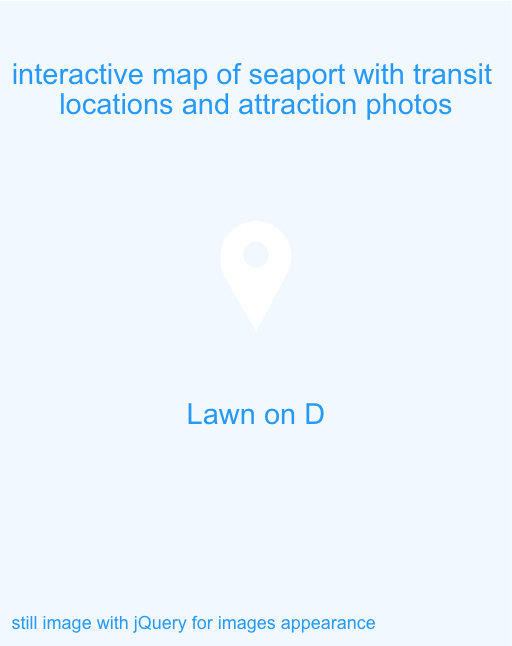 interactive map of seaport with transit
locations and attraction photos
Lawn on D
still image with jQuery for images appearance